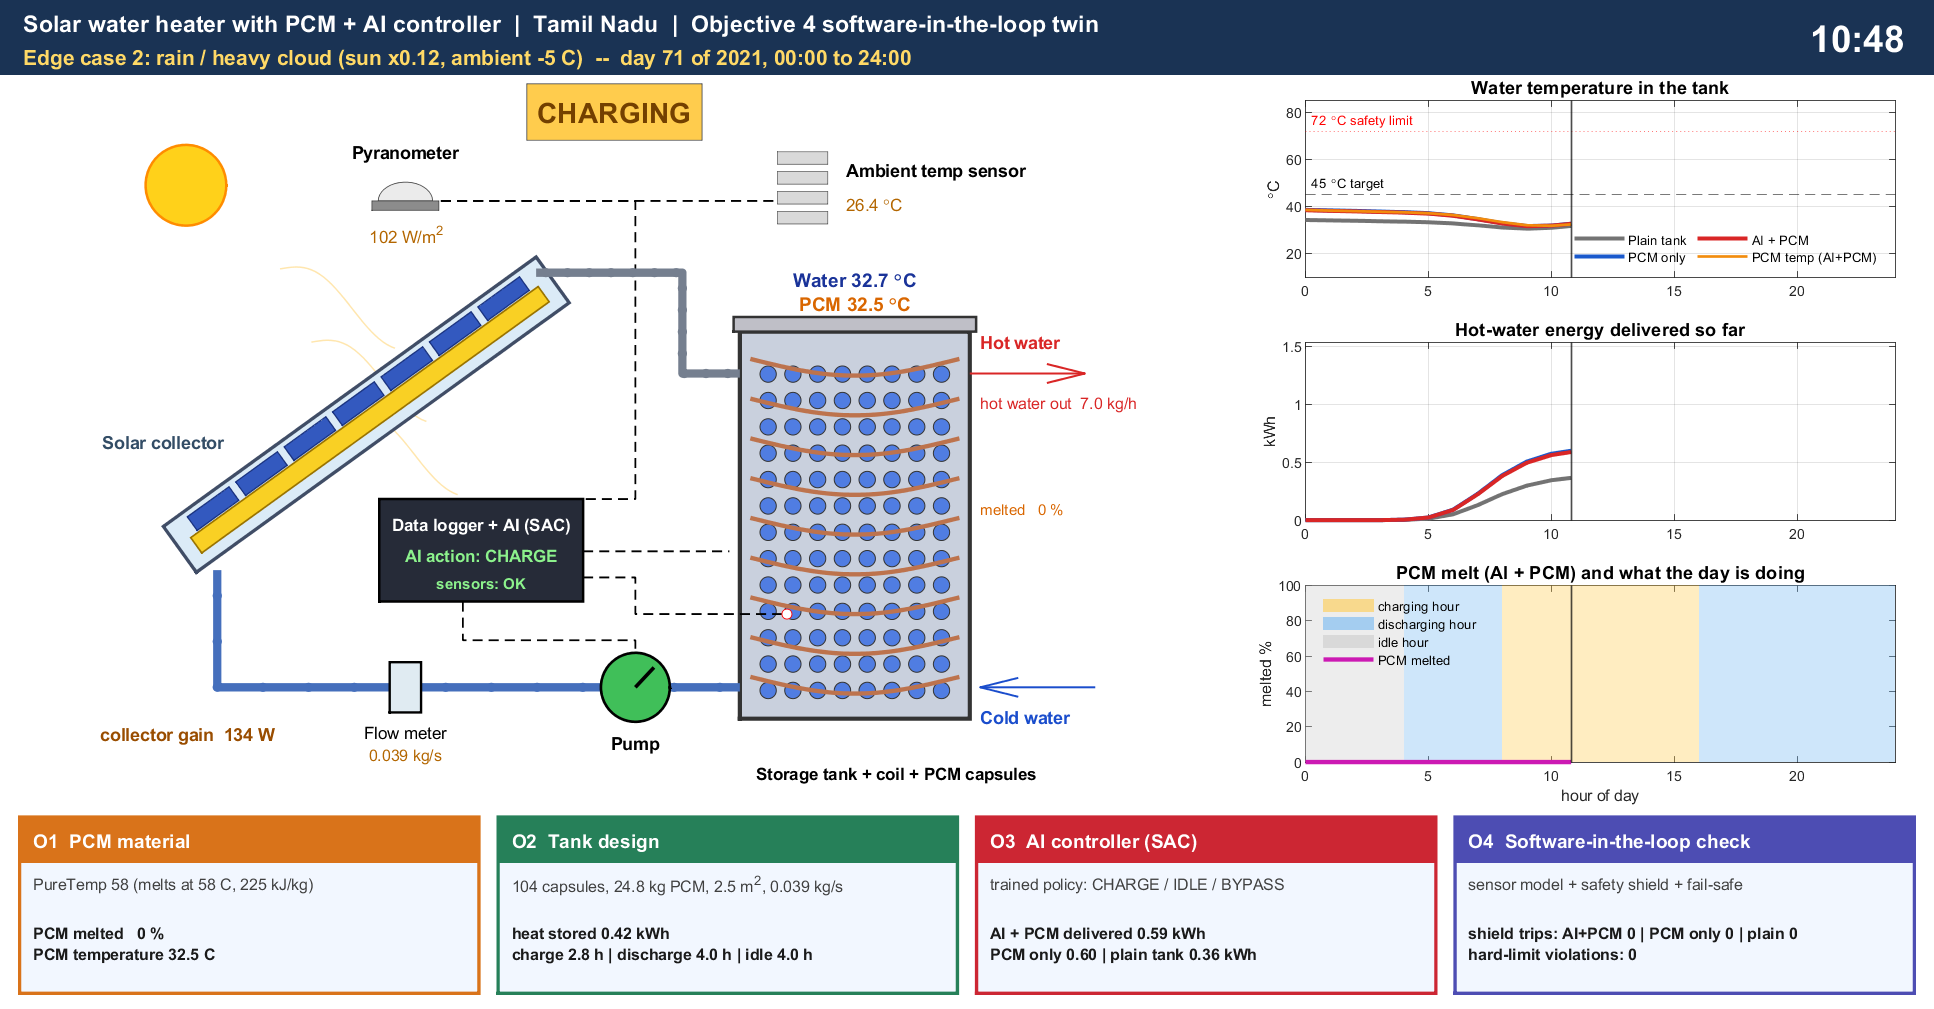 Solar water heater with PCM + AI controller | Tamil Nadu | Objective 4 software-in-the-loop twin
Edge case 2: rain / heavy cloud (sun x0.12, ambient -5 C) -- day 71 of 2021, 00:00 to 24:00
10:48
CHARGING
Pyranometer
102 W/m2
Ambient temp sensor
26.4 °C
Solar collector
Water 32.7 °C
PCM 32.5 °C
Hot water
hot water out 7.0 kg/h
melted 0 %
Data logger + AI (SAC)
AI action: CHARGE
sensors: OK
Cold water
collector gain 134 W
Flow meter
0.039 kg/s
Pump
Storage tank + coil + PCM capsules
Water temperature in the tank
80
60
40
20
°C
72 °C safety limit
45 °C target
Plain tank
AI + PCM
PCM only
PCM temp (AI+PCM)
0 5 10 15 20
Hot-water energy delivered so far
1.5
1
0.5
0
kWh
0 5 10 15 20
PCM melt (AI + PCM) and what the day is doing
100
80
60
40
20
0
melted %
charging hour
discharging hour
idle hour
PCM melted
0 5 10 15 20
hour of day
O1 PCM material
PureTemp 58 (melts at 58 C, 225 kJ/kg)
PCM melted 0 %
PCM temperature 32.5 C
O2 Tank design
104 capsules, 24.8 kg PCM, 2.5 m2, 0.039 kg/s
heat stored 0.42 kWh
charge 2.8 h | discharge 4.0 h | idle 4.0 h
O3 AI controller (SAC)
trained policy: CHARGE / IDLE / BYPASS
AI + PCM delivered 0.59 kWh
PCM only 0.60 | plain tank 0.36 kWh
O4 Software-in-the-loop check
sensor model + safety shield + fail-safe
shield trips: AI+PCM 0 | PCM only 0 | plain 0
hard-limit violations: 0